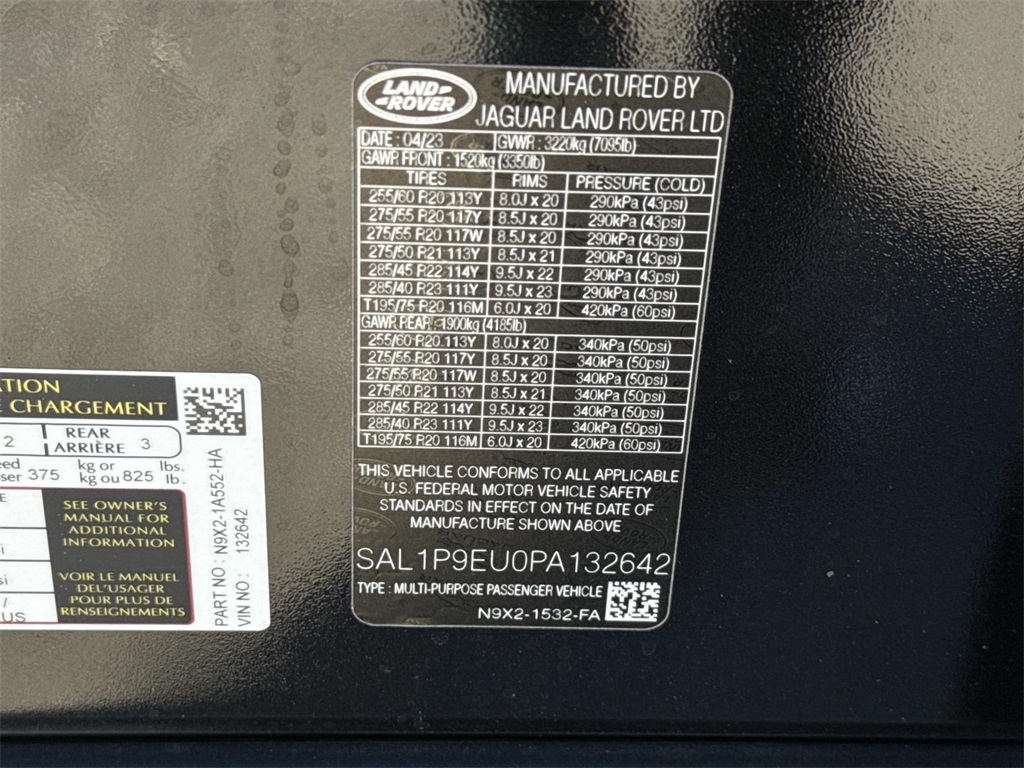 LAND ROVER
MANUFACTURED BY
JAGUAR LAND ROVER LTD
DATE : 04/23 GVWR : 3220kg (7095lb)
GAWR FRONT : 1520kg (3350lb)
TIRES RIMS PRESSURE (COLD)
255/60 R20 113Y 8.0J x 20 290kPa (43psi)
275/55 R20 117Y 8.5J x 20 290kPa (43psi)
275/55 R20 117W 8.5J x 20 290kPa (43psi)
275/50 R21 113Y 8.5J x 21 290kPa (43psi)
285/45 R22 114Y 9.5J x 22 290kPa (43psi)
285/40 R23 111Y 9.5J x 23 290kPa (43psi)
T195/75 R20 116M 6.0J x 20 420kPa (60psi)
GAWR REAR : 1900kg (4185lb)
255/60 R20 113Y 8.0J x 20 340kPa (50psi)
275/55 R20 117Y 8.5J x 20 340kPa (50psi)
275/55 R20 117W 8.5J x 20 340kPa (50psi)
275/50 R21 113Y 8.5J x 21 340kPa (50psi)
285/45 R22 114Y 9.5J x 22 340kPa (50psi)
285/40 R23 111Y 9.5J x 23 340kPa (50psi)
T195/75 R20 116M 6.0J x 20 420kPa (60psi)
THIS VEHICLE CONFORMS TO ALL APPLICABLE
U.S. FEDERAL MOTOR VEHICLE SAFETY
STANDARDS IN EFFECT ON THE DATE OF
MANUFACTURE SHOWN ABOVE
SAL1P9EU0PA132642
TYPE : MULTI-PURPOSE PASSENGER VEHICLE
N9X2-1532-FA
CHARGEMENT
2 REAR
ARRIÈRE 3
375 kg or
kg ou 825 lbs.
lb.
SEE OWNER'S
MANUAL FOR
ADDITIONAL
INFORMATION
VOIR LE MANUEL
DEL'USAGER
POUR PLUS DE
RENSEIGNEMENTS
PART NO : N9X2-1A552-HA
VIN NO : 132642